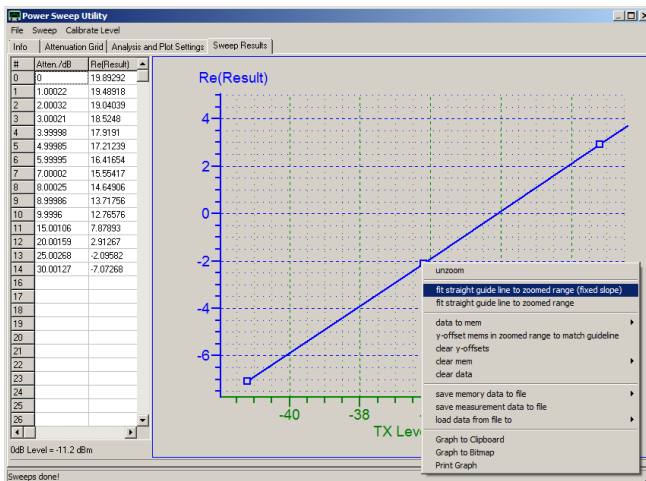 Power Sweep Utility
File Sweep Calibrate Level
Info Attenuation Grid Analysis and Plot Settings Sweep Results
# Atten./dB Re(Result)
0 0 19.89292
1 1.00022 19.48918
2 2.00032 19.04039
3 3.00021 18.5248
4 3.99998 17.9191
5 4.99985 17.21239
6 5.99995 16.41654
7 7.00002 15.55417
8 8.00025 14.64906
9 8.99986 13.71756
10 9.9996 12.76576
11 15.00106 7.87893
12 20.00159 2.91267
13 25.00268 -2.09582
14 30.00127 -7.07268
16
17
18
19
20
21
22
23
24
25
26
0dB Level = -11.2 dBm
Sweeps done!
Re(Result)
4
2
0
-2
-4
-6
-40 -38
TX Lev
unzoom
fit straight guide line to zoomed range (fixed slope)
fit straight guide line to zoomed range
data to mem
y-offset mems in zoomed range to match guideline
clear y-offsets
clear mem
clear data
save memory data to file
save measurement data to file
load data from file to
Graph to Clipboard
Graph to Bitmap
Print Graph